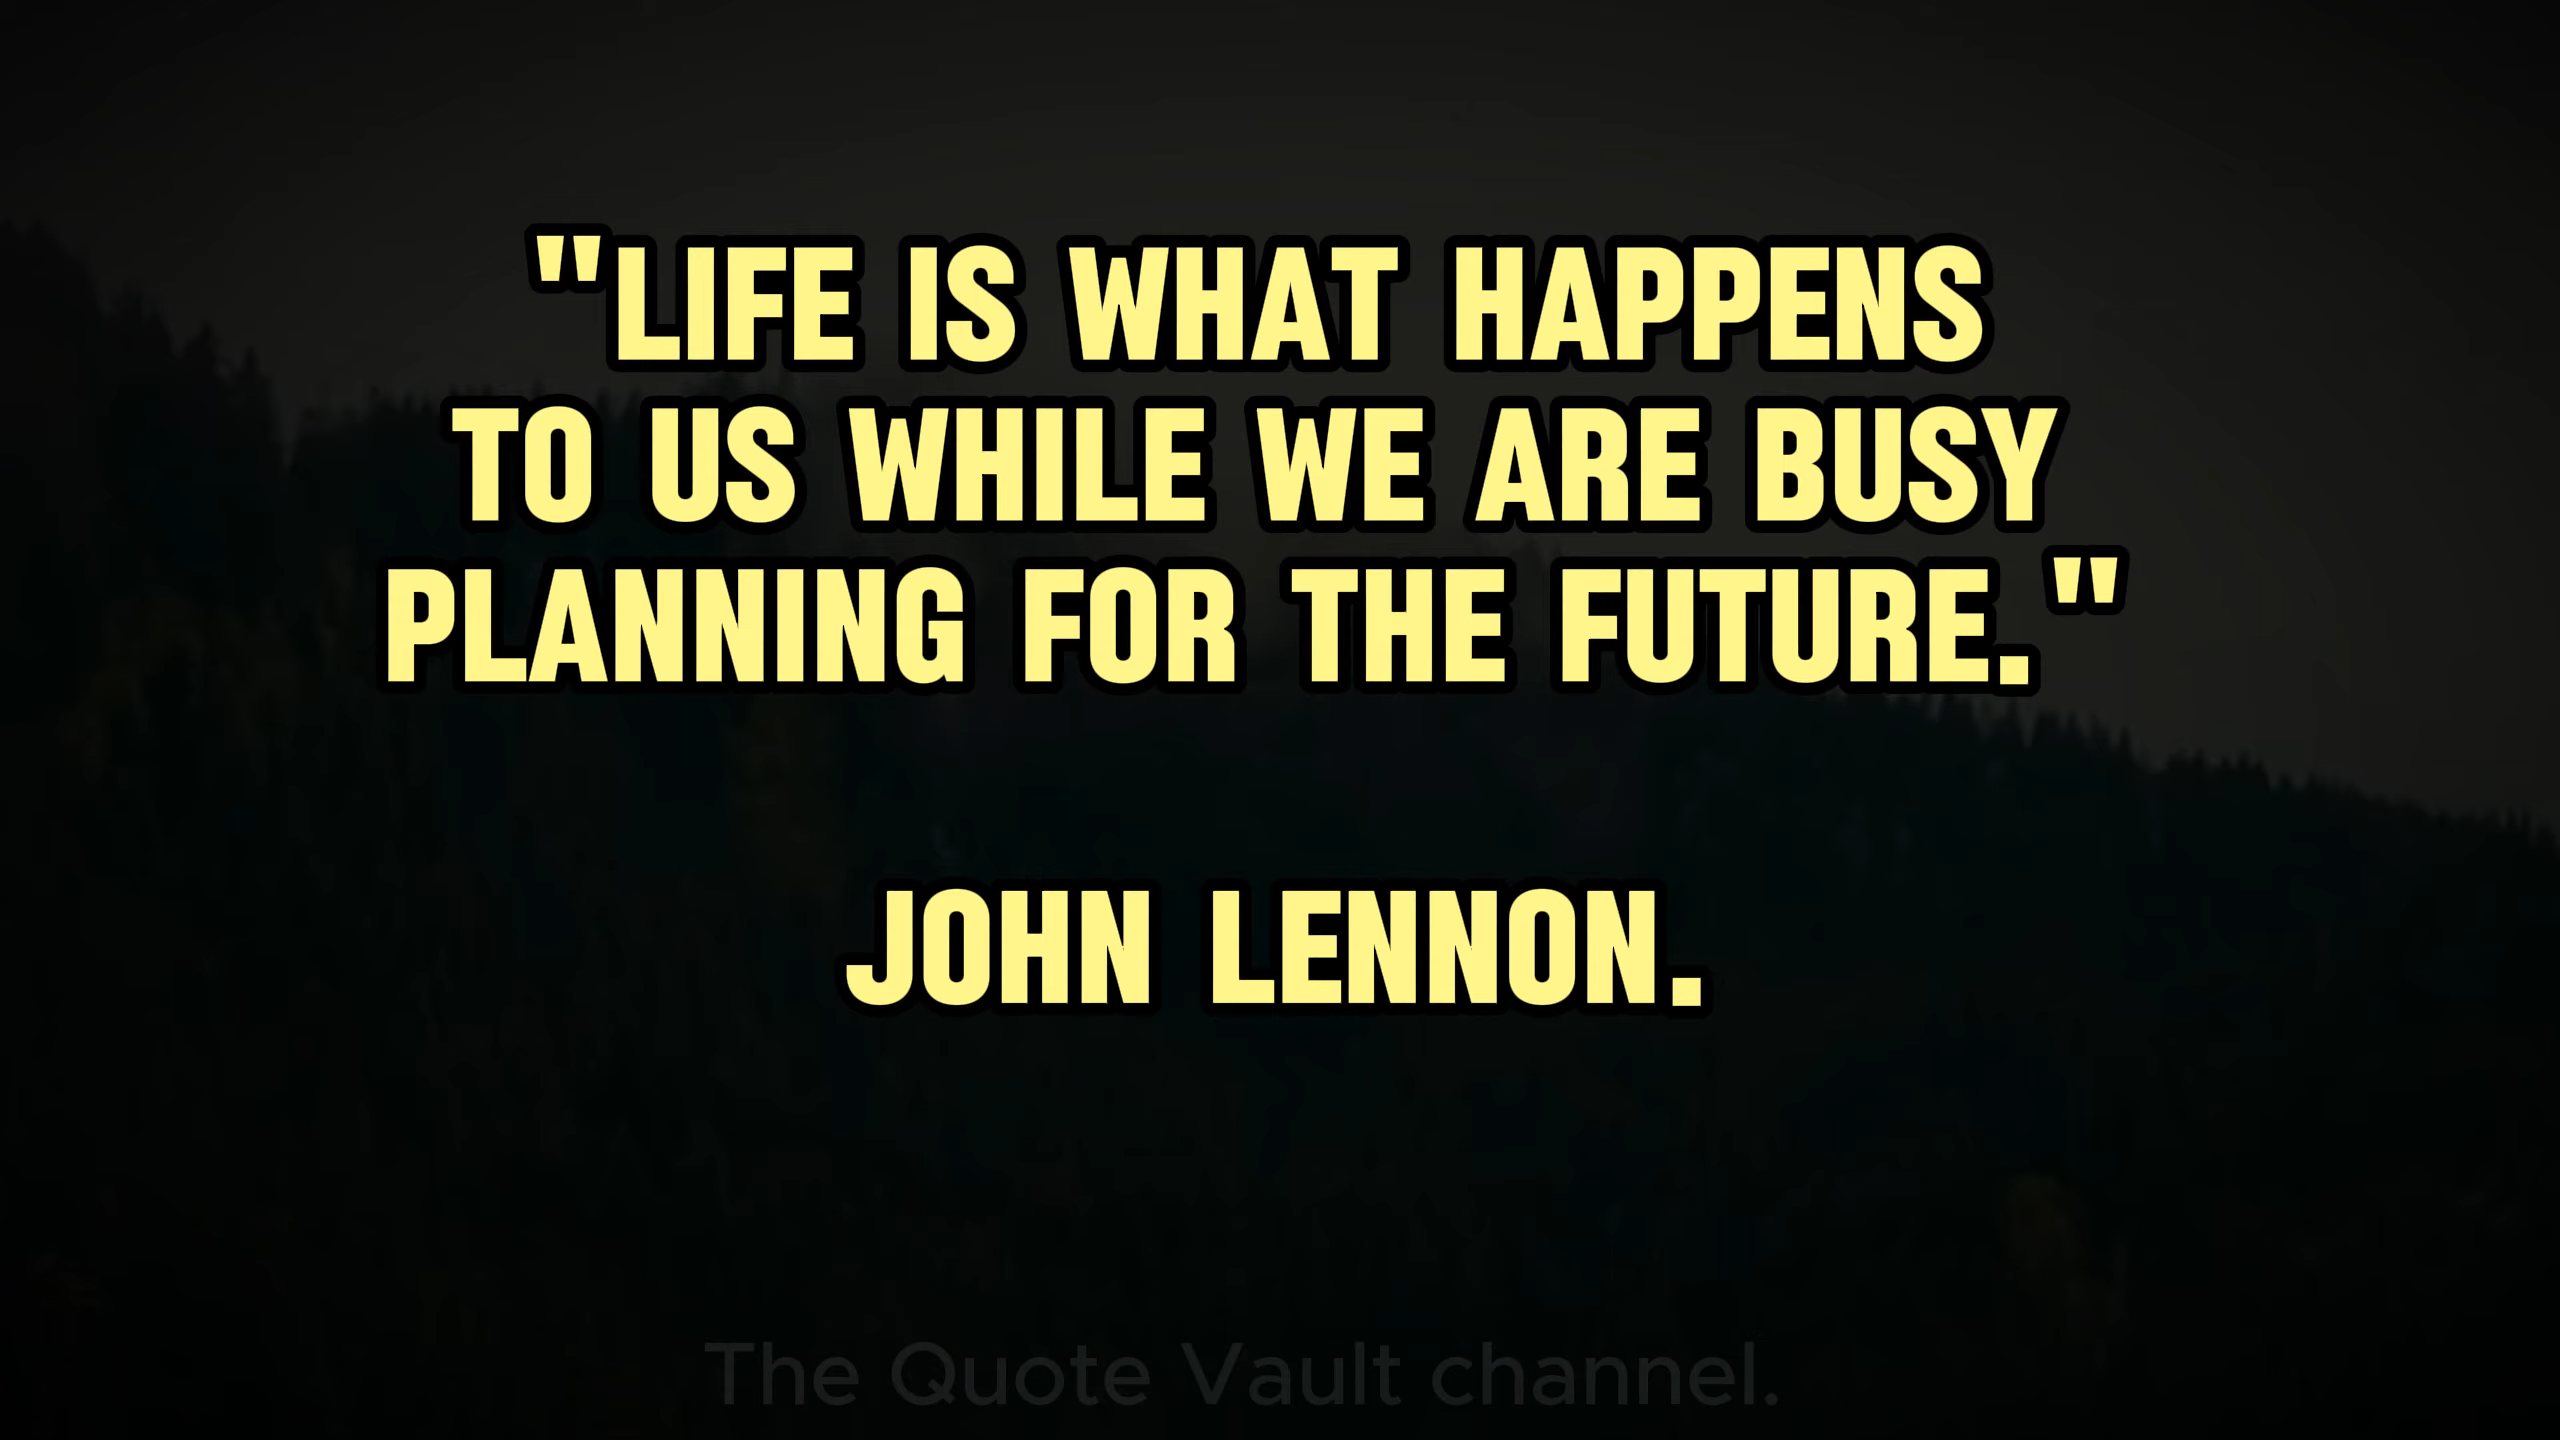 "LIFE IS WHAT HAPPENS
TO US WHILE WE ARE BUSY
PLANNING FOR THE FUTURE."
JOHN LENNON.
The Quote Vault channel.